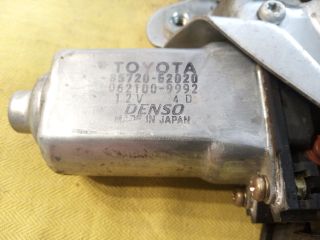 TOYOTA
85720-52020
062100-9992
12V 4D
DENSO
MADE IN JAPAN